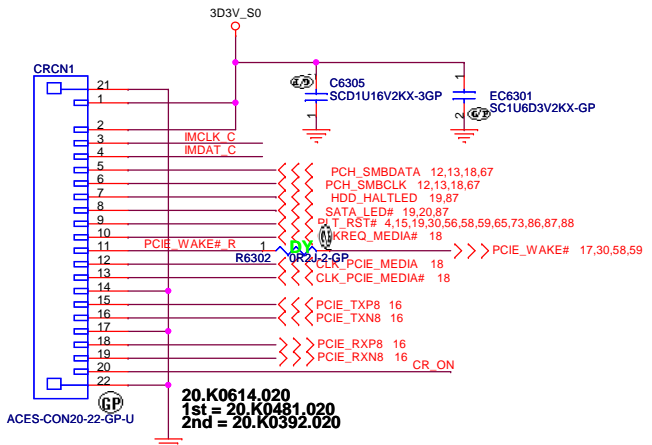 3D3V_S0
CRCN1
21
1
2
3 IMCLK_C
4 IMDAT_C
5 PCH_SMBDATA 12,13,18,67
6 PCH_SMBCLK 12,13,18,67
7 HDD_HALTLED 19,87
8 SATA_LED# 19,20,87
9 PLT_RST# 4,15,19,30,56,58,59,65,73,86,87,88
10 KREQ_MEDIA# 18
11 PCIE_WAKE#_R 1 DY PCIE_WAKE# 17,30,58,59
R6302 0R2J-2-GP
12 CLK_PCIE_MEDIA 18
13 CLK_PCIE_MEDIA# 18
14
15 PCIE_TXP8 16
16 PCIE_TXN8 16
17
18 PCIE_RXP8 16
19 PCIE_RXN8 16
20 CR_ON
22
GP
ACES-CON20-22-GP-U
20.K0614.020
1st = 20.K0481.020
2nd = 20.K0392.020
C6305
SCD1U16V2KX-3GP
1
1
EC6301
SC1U6D3V2KX-GP
2